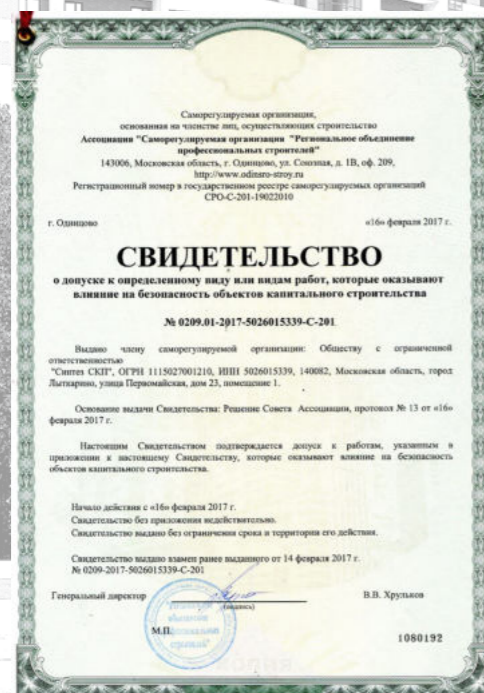 Саморегулируемая организация,
основанная на членстве лиц, осуществляющих строительство
Ассоциация "Саморегулируемая организация "Региональное объединение
профессиональных строителей"
143006, Московская область, г. Одинцово, ул. Союзная, д. 1В, оф. 209,
http://www.odinsro-stroy.ru
Регистрационный номер в государственном реестре саморегулируемых организаций
СРО-С-201-19022010
г. Одинцово «16» февраля 2017 г.
СВИДЕТЕЛЬСТВО
о допуске к определенному виду или видам работ, которые оказывают
влияние на безопасность объектов капитального строительства
№ 0209.01-2017-5026015339-С-201
Выдано члену саморегулируемой организации: Обществу с ограниченной
ответственностью
"Синтез СКП", ОГРН 1115027001210, ИНН 5026015339, 140082, Московская область, город
Лыткарино, улица Первомайская, дом 23, помещение 1.
Основание выдачи Свидетельства: Решение Совета Ассоциации, протокол № 13 от «16»
февраля 2017 г.
Настоящим Свидетельством подтверждается допуск к работам, указанным в
приложении к настоящему Свидетельству, которые оказывают влияние на безопасность
объектов капитального строительства.
Начало действия с «16» февраля 2017 г.
Свидетельство без приложения недействительно.
Свидетельство выдано без ограничения срока и территории его действия.
Свидетельство выдано взамен ранее выданного от 14 февраля 2017 г.
№ 0209-2017-5026015339-С-201
Генеральный директор В.В. Хрульков
(подпись)
М.П.
1080192